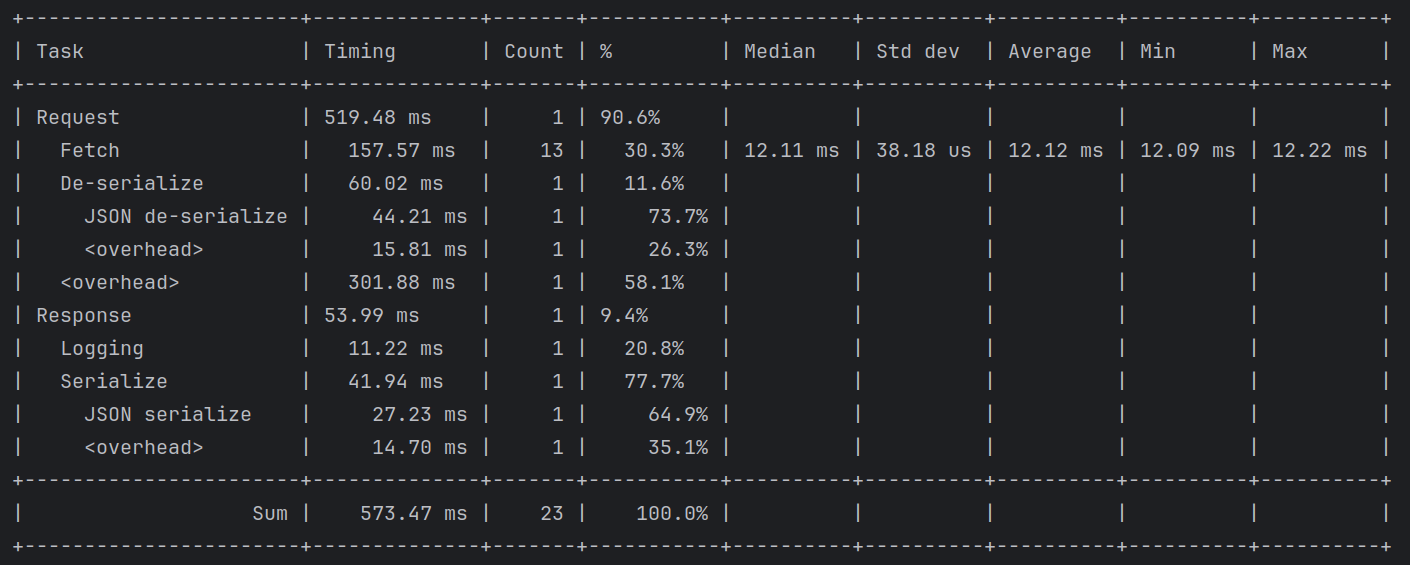 +-----------------------+--------------+-------+-----------+----------+----------+----------+----------+----------+
| Task                  | Timing       | Count | %         | Median   | Std dev  | Average  | Min      | Max      |
+-----------------------+--------------+-------+-----------+----------+----------+----------+----------+----------+
| Request               | 519.48 ms    |     1 | 90.6%     |          |          |          |          |          |
|   Fetch               |   157.57 ms  |    13 |   30.3%   | 12.11 ms | 38.18 us | 12.12 ms | 12.09 ms | 12.22 ms |
|   De-serialize        |   60.02 ms   |     1 |   11.6%   |          |          |          |          |          |
|     JSON de-serialize |     44.21 ms |     1 |     73.7% |          |          |          |          |          |
|     <overhead>        |     15.81 ms |     1 |     26.3% |          |          |          |          |          |
|   <overhead>          |   301.88 ms  |     1 |   58.1%   |          |          |          |          |          |
| Response              | 53.99 ms     |     1 | 9.4%      |          |          |          |          |          |
|   Logging             |   11.22 ms   |     1 |   20.8%   |          |          |          |          |          |
|   Serialize           |   41.94 ms   |     1 |   77.7%   |          |          |          |          |          |
|     JSON serialize    |     27.23 ms |     1 |     64.9% |          |          |          |          |          |
|     <overhead>        |     14.70 ms |     1 |     35.1% |          |          |          |          |          |
+-----------------------+--------------+-------+-----------+----------+----------+----------+----------+----------+
|                   Sum |    573.47 ms |    23 |    100.0% |          |          |          |          |          |
+-----------------------+--------------+-------+-----------+----------+----------+----------+----------+----------+